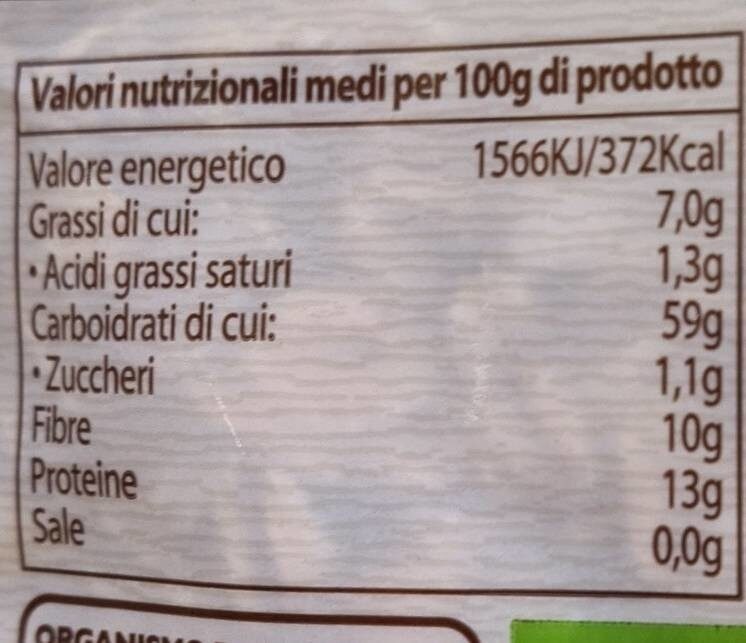 Valori nutrizionali medi per 100g di prodotto
Valore energetico 1566KJ/372Kcal
Grassi di cui: 7,0g
• Acidi grassi saturi 1,3g
Carboidrati di cui: 59g
• Zuccheri 1,1g
Fibre 10g
Proteine 13g
Sale 0,0g